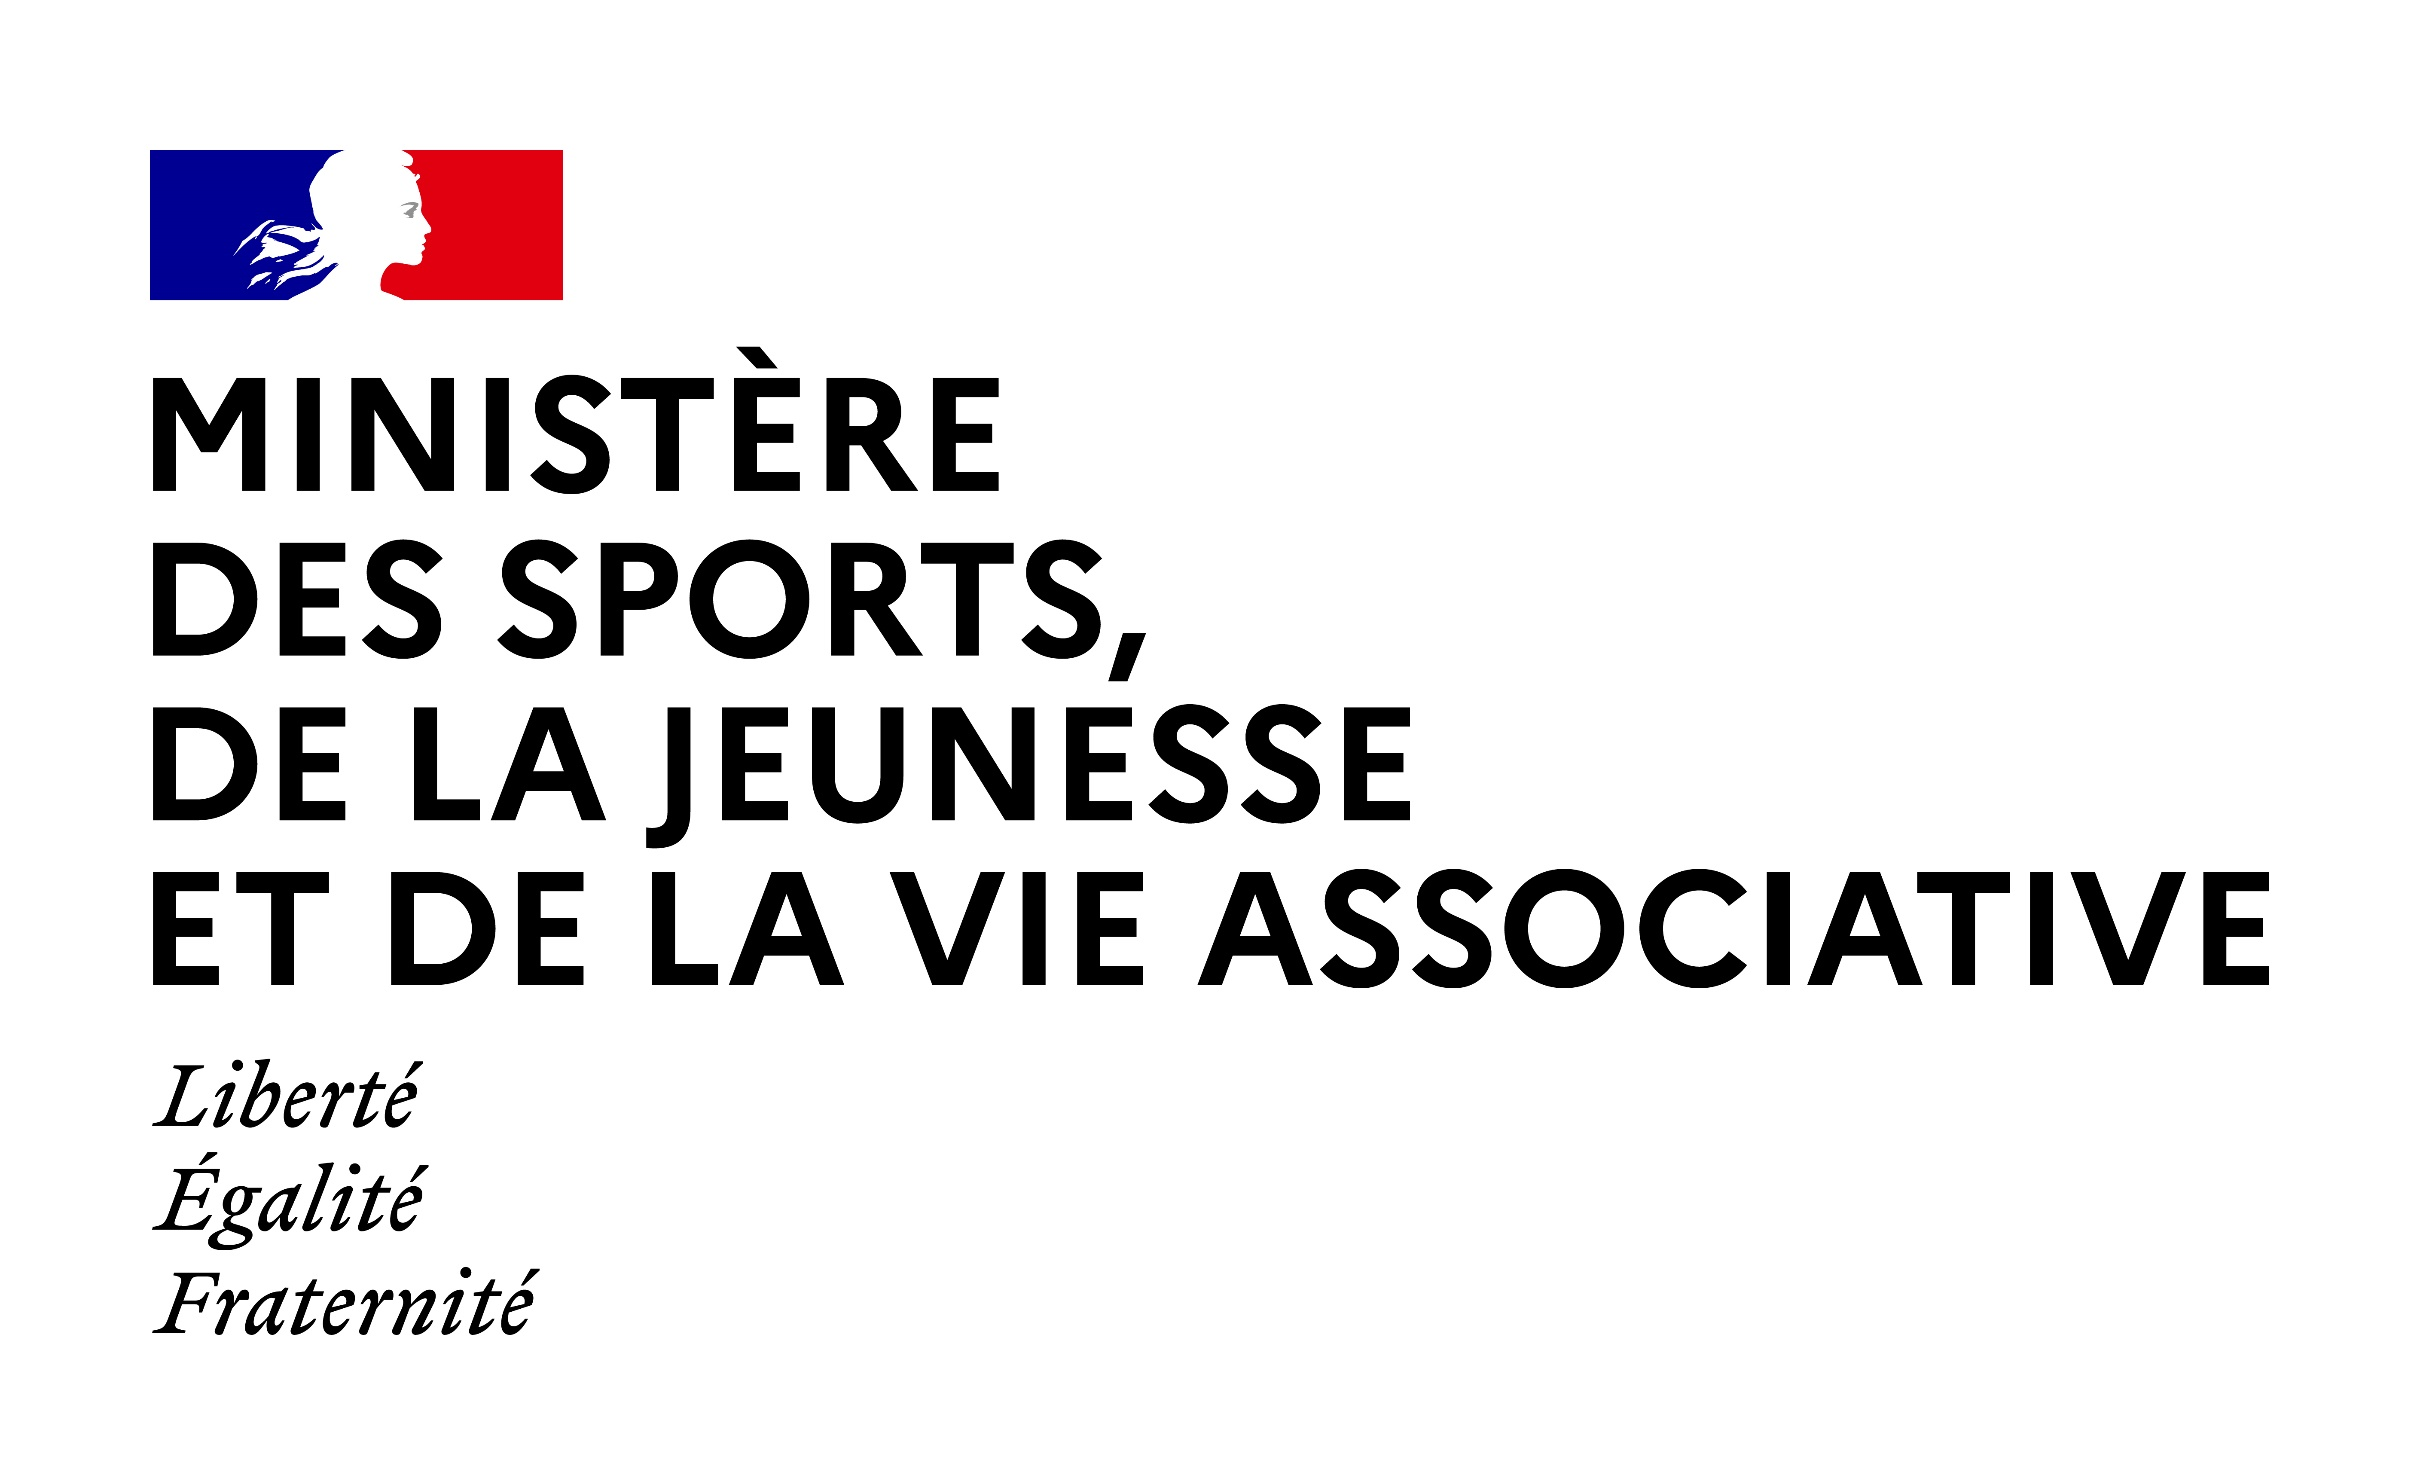 MINISTÈRE
DES SPORTS,
DE LA JEUNESSE
ET DE LA VIE ASSOCIATIVE
Liberté
Égalité
Fraternité